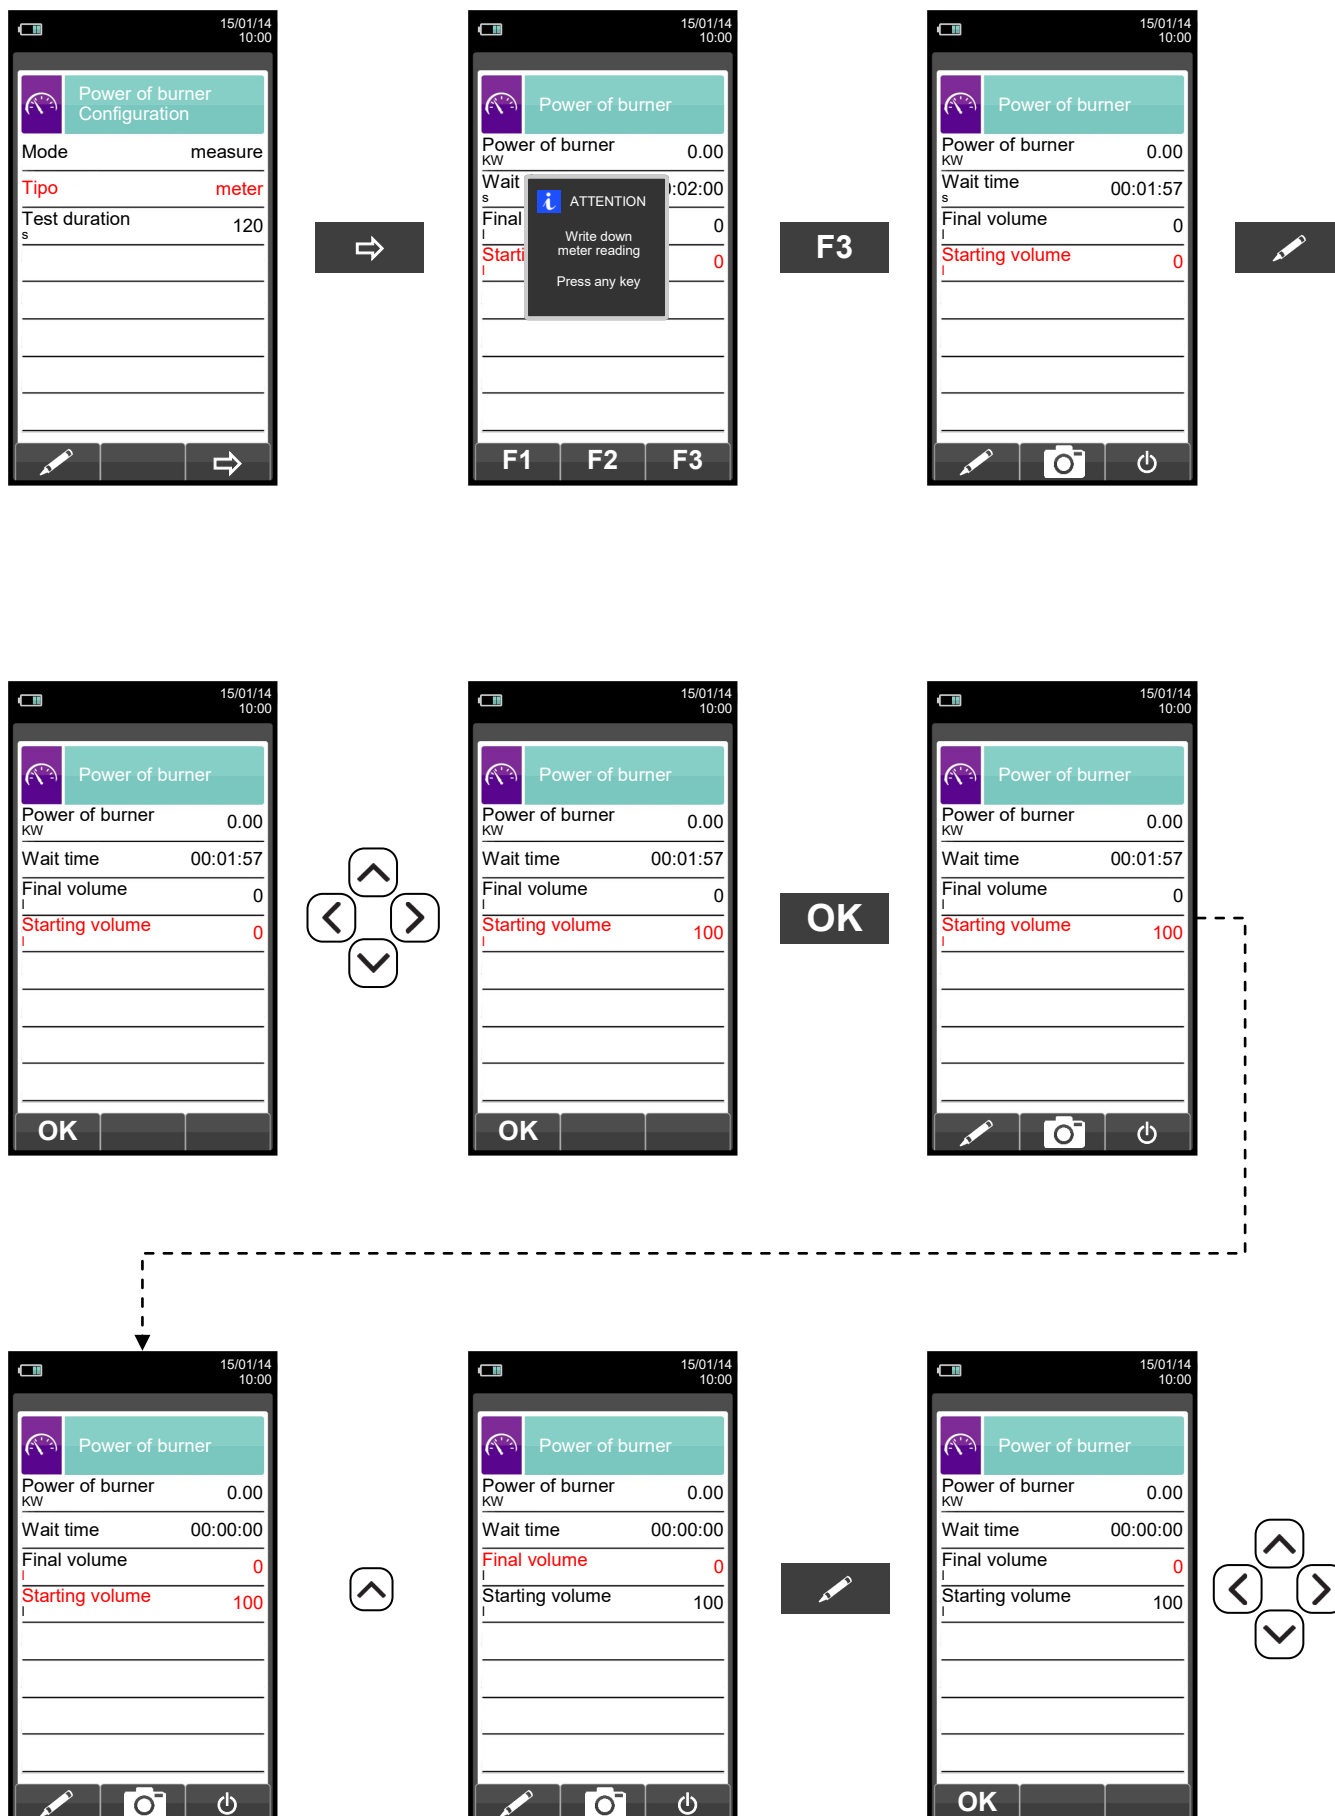 15/01/14
10:00
Power of burner
Configuration
Mode measure
Tipo meter
Test duration 120
s
15/01/14
10:00
Power of burner
Power of burner 0.00
KW
Wait :02:00
s
Final 0
l
Starti 0
l
i ATTENTION
Write down
meter reading
Press any key
F1 F2 F3
F3
15/01/14
10:00
Power of burner
Power of burner 0.00
KW
Wait time 00:01:57
s
Final volume 0
l
Starting volume 0
l
15/01/14
10:00
Power of burner
Power of burner 0.00
KW
Wait time 00:01:57
Final volume 0
l
Starting volume 0
l
OK
15/01/14
10:00
Power of burner
Power of burner 0.00
KW
Wait time 00:01:57
Final volume 0
l
Starting volume 100
l
OK
OK
15/01/14
10:00
Power of burner
Power of burner 0.00
KW
Wait time 00:01:57
Final volume 0
l
Starting volume 100
l
15/01/14
10:00
Power of burner
Power of burner 0.00
KW
Wait time 00:00:00
Final volume 0
l
Starting volume 100
l
15/01/14
10:00
Power of burner
Power of burner 0.00
KW
Wait time 00:00:00
Final volume 0
l
Starting volume 100
l
15/01/14
10:00
Power of burner
Power of burner 0.00
KW
Wait time 00:00:00
Final volume 0
l
Starting volume 100
l
OK